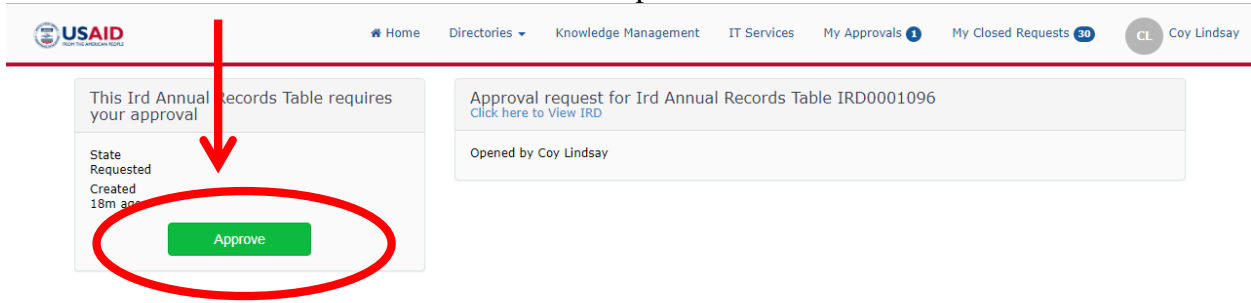 USAID
FROM THE AMERICAN PEOPLE
Home
Directories
Knowledge Management
IT Services
My Approvals 1
My Closed Requests 30
CL
Coy Lindsay
This Ird Annual Records Table requires
your approval
State
Requested
Created
18m ago
Approve
Approval request for Ird Annual Records Table IRD0001096
Click here to View IRD
Opened by Coy Lindsay